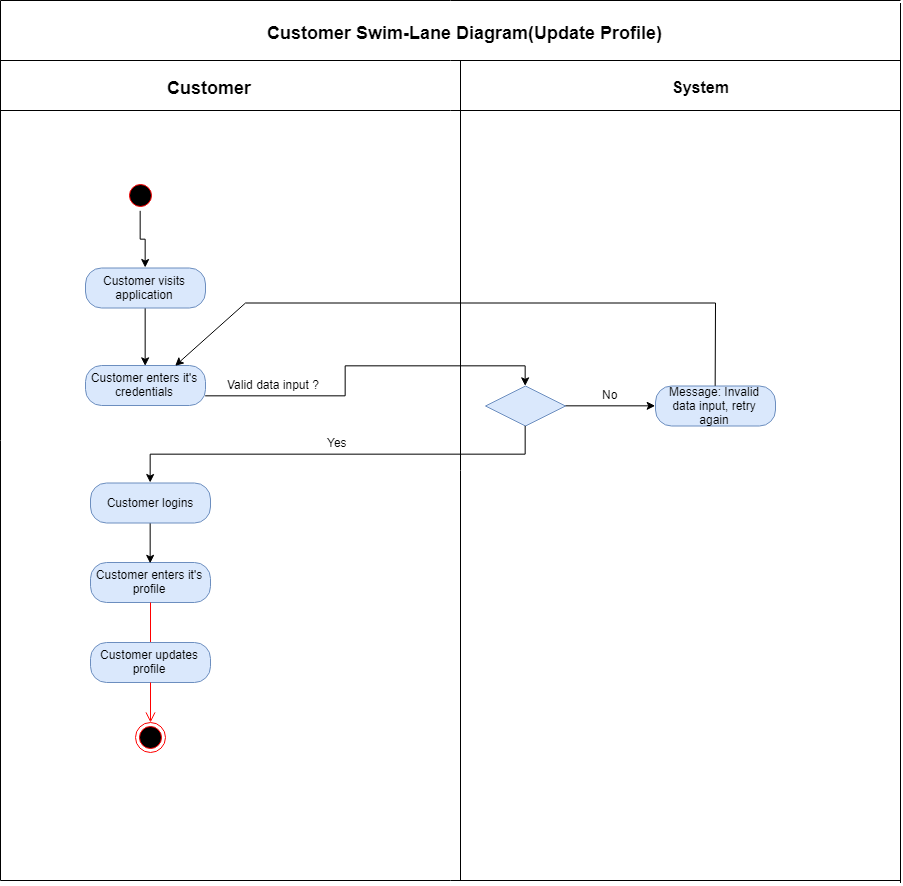 Customer Swim-Lane Diagram(Update Profile)
Customer
System
Customer visits
application
Customer enters it's
credentials
Valid data input ?
No
Message: Invalid
data input, retry
again
Yes
Customer logins
Customer enters it's
profile
Customer updates
profile